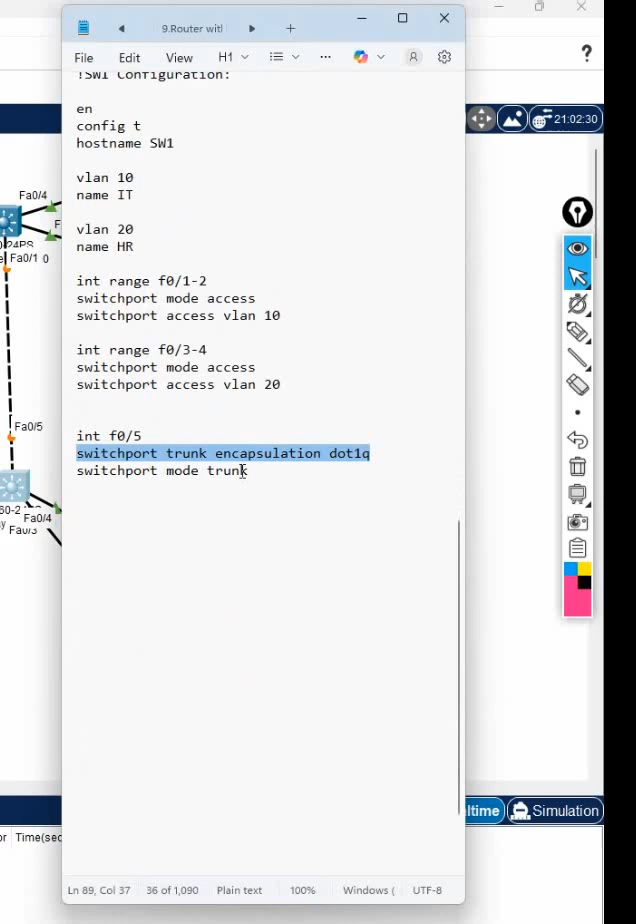 9.Router witl
File Edit View H1
!SW1 Configuration:
en
config t
hostname SW1
vlan 10
name IT
vlan 20
name HR
int range f0/1-2
switchport mode access
switchport access vlan 10
int range f0/3-4
switchport mode access
switchport access vlan 20
int f0/5
switchport trunk encapsulation dot1q
switchport mode trunk
Ln 89, Col 37 36 of 1,090 Plain text 100% Windows ( UTF-8
21:02:30
Fa0/4
Fa0/1
0
Fa0/5
Fa0/4
Fa0/3
ltime
Simulation
or Time(sec